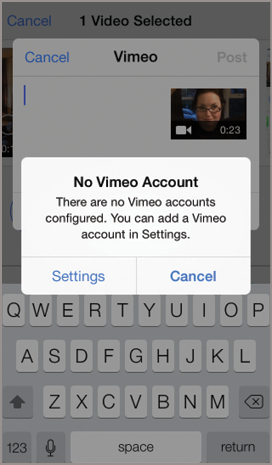 Cancel 1 Video Selected
Cancel Vimeo Post
0:23
No Vimeo Account
There are no Vimeo accounts
configured. You can add a Vimeo
account in Settings.
Settings Cancel
Q W E R T Y U I O P
A S D F G H J K L
Z X C V B N M
123 space return